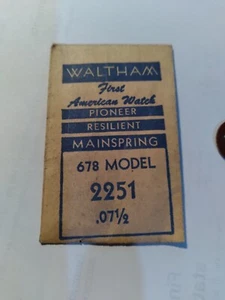 WALTHAM
First
American Watch
PIONEER
RESILIENT
MAINSPRING
678 MODEL
2251
.07½